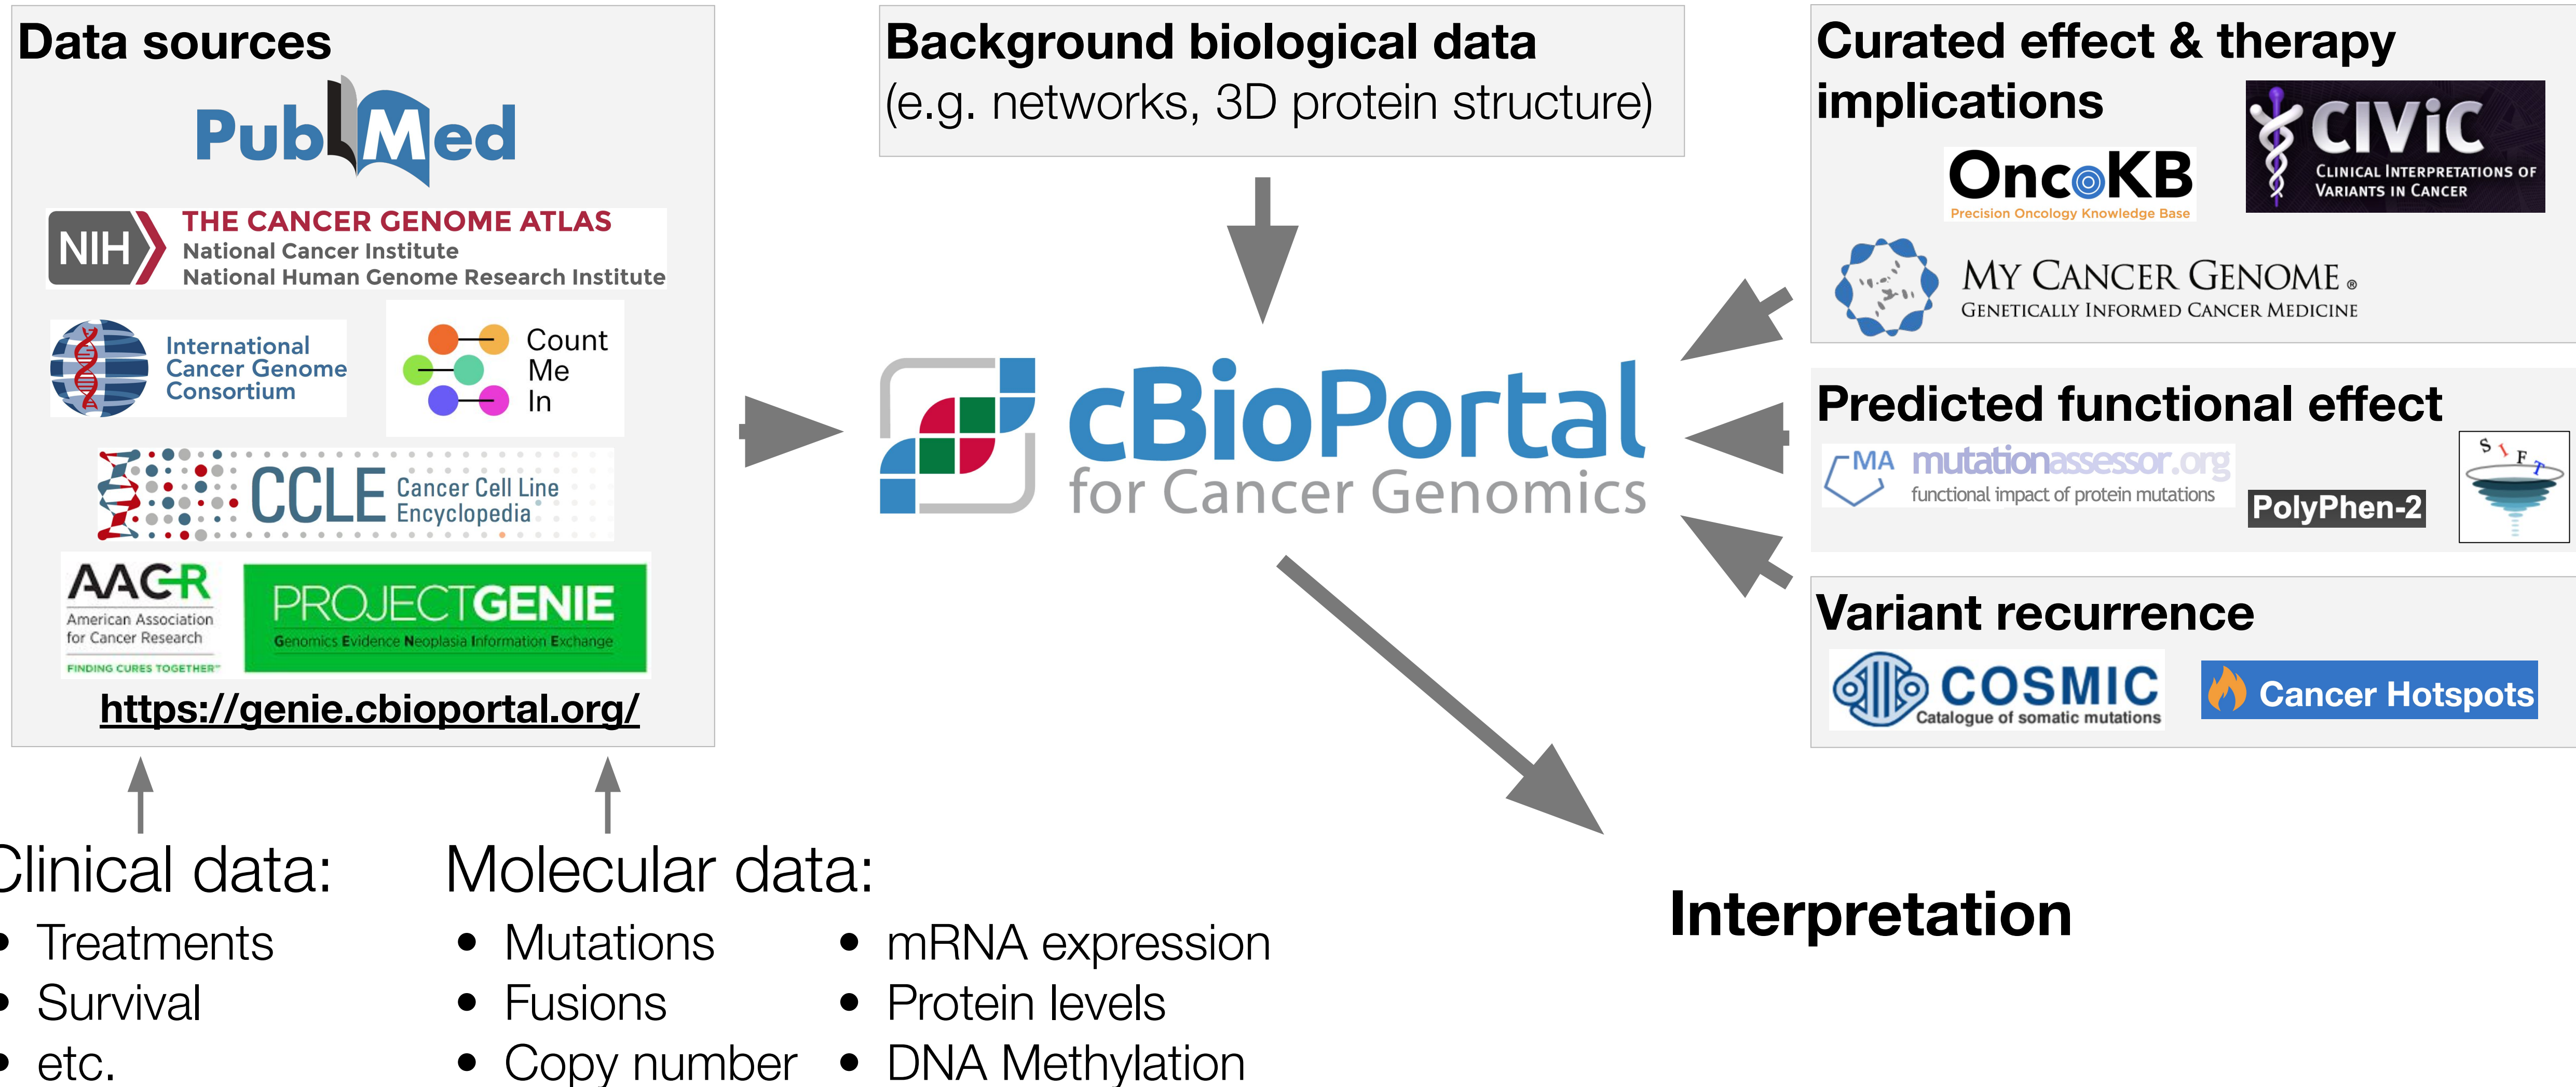 Data sources
PubMed
NIH
THE CANCER GENOME ATLAS
National Cancer Institute
National Human Genome Research Institute
International
Cancer Genome
Consortium
Count
Me
In
CCLE
Cancer Cell Line
Encyclopedia
AACR
American Association
for Cancer Research
FINDING CURES TOGETHER™
PROJECTGENIE
Genomics Evidence Neoplasia Information Exchange
https://genie.cbioportal.org/
Clinical data:
• Treatments
• Survival
• etc.
Molecular data:
• Mutations
• Fusions
• Copy number
• mRNA expression
• Protein levels
• DNA Methylation
Background biological data
(e.g. networks, 3D protein structure)
cBioPortal
for Cancer Genomics
Curated effect & therapy
implications
OncoKB
Precision Oncology Knowledge Base
CIViC
CLINICAL INTERPRETATIONS OF
VARIANTS IN CANCER
MY CANCER GENOME®
GENETICALLY INFORMED CANCER MEDICINE
Predicted functional effect
MA
mutationassessor.org
functional impact of protein mutations
PolyPhen-2
SIFT
Variant recurrence
COSMIC
Catalogue of somatic mutations
Cancer Hotspots
Interpretation